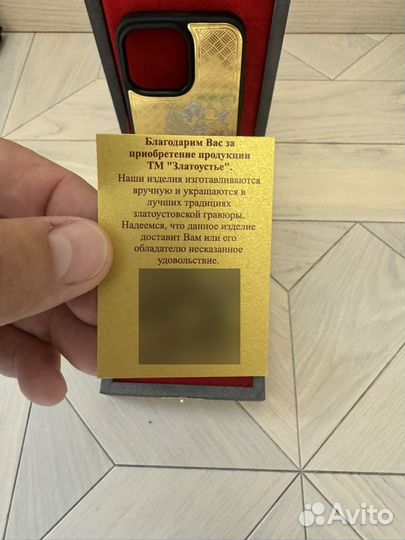 Благодарим Вас за
приобретение продукции
ТМ "Златоустье".
Наши изделия изготавливаются
вручную и украшаются в
лучших традициях
златоустовской гравюры.
Надеемся, что данное изделие
доставит Вам или его
обладателю несказанное
удовольствие.
Avito